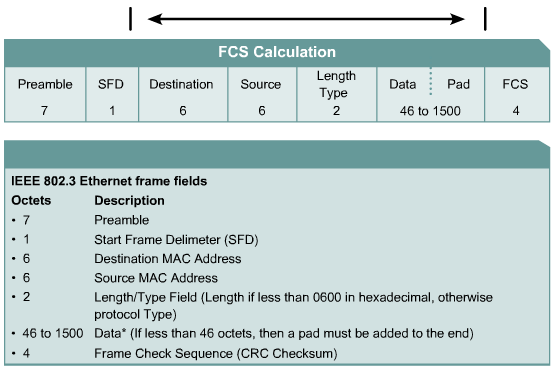 FCS Calculation
Preamble SFD Destination Source Length Type Data Pad FCS
7 1 6 6 2 46 to 1500 4
IEEE 802.3 Ethernet frame fields
Octets Description
• 7 Preamble
• 1 Start Frame Delimeter (SFD)
• 6 Destination MAC Address
• 6 Source MAC Address
• 2 Length/Type Field (Length if less than 0600 in hexadecimal, otherwise
protocol Type)
• 46 to 1500 Data* (If less than 46 octets, then a pad must be added to the end)
• 4 Frame Check Sequence (CRC Checksum)